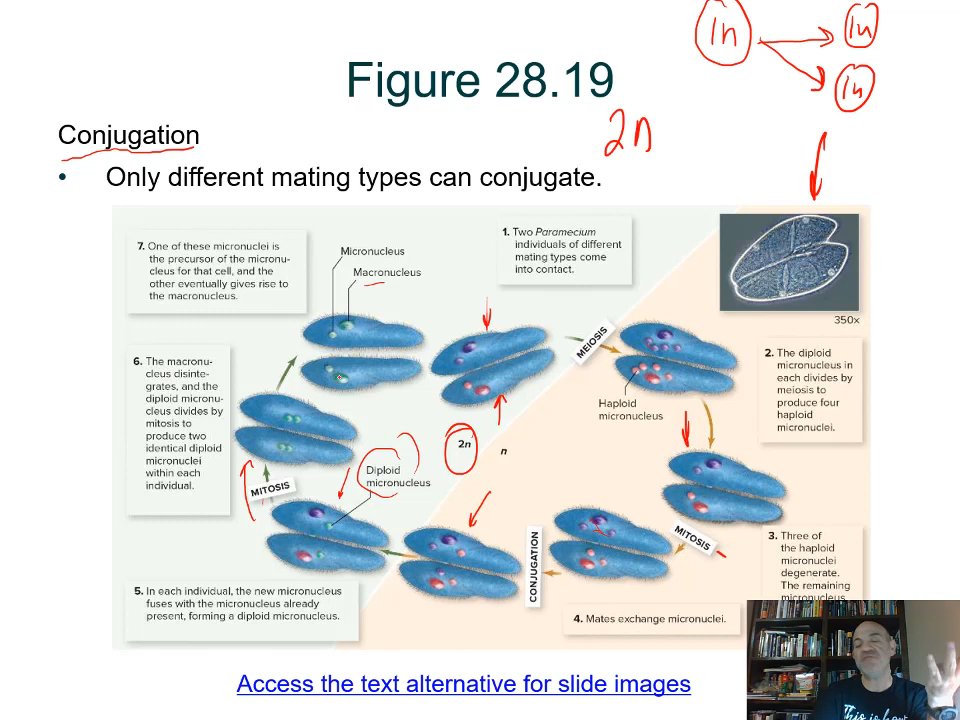 1n
1n
1n
Figure 28.19
2n
Conjugation
• Only different mating types can conjugate.
7. One of these micronuclei is
the precursor of the micronu-
cleus for that cell, and the
other eventually gives rise to
the macronucleus.
Micronucleus
Macronucleus
1. Two Paramecium
individuals of different
mating types come
into contact.
350x
MEIOSIS
6. The macronu-
cleus disinte-
grates, and the
diploid micronu-
cleus divides by
mitosis to
produce two
identical diploid
micronuclei
within each
individual.
2. The diploid
micronucleus in
each divides by
meiosis to
produce four
haploid
micronuclei.
Haploid
micronucleus
2n
n
Diploid
micronucleus
MITOSIS
MITOSIS
CONJUGATION
3. Three of
the haploid
micronuclei
degenerate.
The remaining
micronucleus
5. In each individual, the new micronucleus
fuses with the micronucleus already
present, forming a diploid micronucleus.
4. Mates exchange micronuclei.
Access the text alternative for slide images
This is how